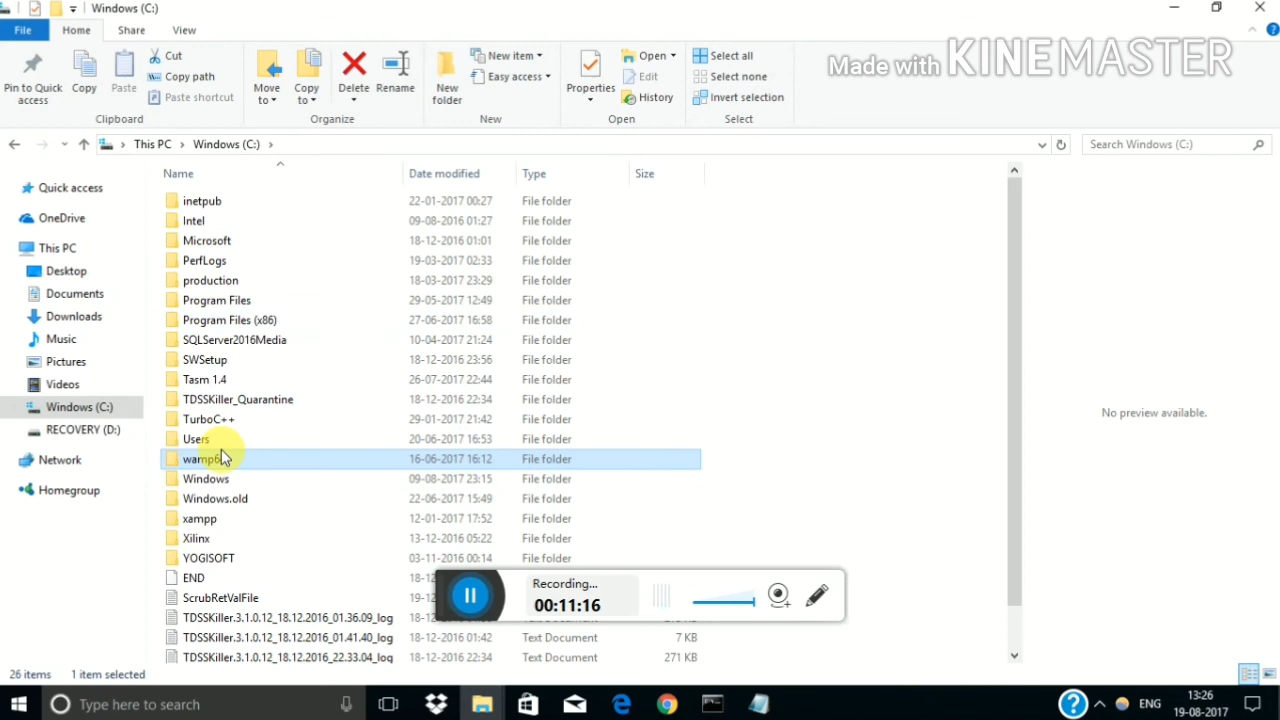 Windows (C:)
File Home Share View
Pin to Quick access
Copy
Paste
Cut
Copy path
Paste shortcut
Clipboard
Move to
Copy to
Delete
Rename
Organize
New folder
New item
Easy access
New
Properties
Open
Edit
History
Open
Select all
Select none
Invert selection
Select
Made with KINEMASTER
This PC > Windows (C:) >
Search Windows (C:)
Quick access
OneDrive
This PC
Desktop
Documents
Downloads
Music
Pictures
Videos
Windows (C:)
RECOVERY (D:)
Network
Homegroup
Name Date modified Type Size
inetpub 22-01-2017 00:27 File folder
Intel 09-08-2016 01:27 File folder
Microsoft 18-12-2016 01:01 File folder
PerfLogs 19-03-2017 02:33 File folder
production 18-03-2017 23:29 File folder
Program Files 29-05-2017 12:49 File folder
Program Files (x86) 27-06-2017 16:58 File folder
SQLServer2016Media 10-04-2017 21:24 File folder
SWSetup 18-12-2016 23:56 File folder
Tasm 1.4 26-07-2017 22:44 File folder
TDSSKiller_Quarantine 18-12-2016 22:34 File folder
TurboC++ 29-01-2017 21:42 File folder
Users 20-06-2017 16:53 File folder
16-06-2017 16:12 File folder
Windows 09-08-2017 23:15 File folder
Windows.old 22-06-2017 15:49 File folder
xampp 12-01-2017 17:52 File folder
Xilinx 13-12-2016 05:22 File folder
YOGISOFT 03-11-2016 00:14 File folder
END
ScrubRetValFile
TDSSKiller.3.1.0.12_18.12.2016_01.36.09_log
TDSSKiller.3.1.0.12_18.12.2016_01.41.40_log 18-12-2016 01:42 Text Document 7 KB
TDSSKiller.3.1.0.12_18.12.2016_22.33.04_log 18-12-2016 22:34 Text Document 271 KB
No preview available.
Recording...
00:11:16
26 items 1 item selected
Type here to search
ENG
13:26
19-08-2017